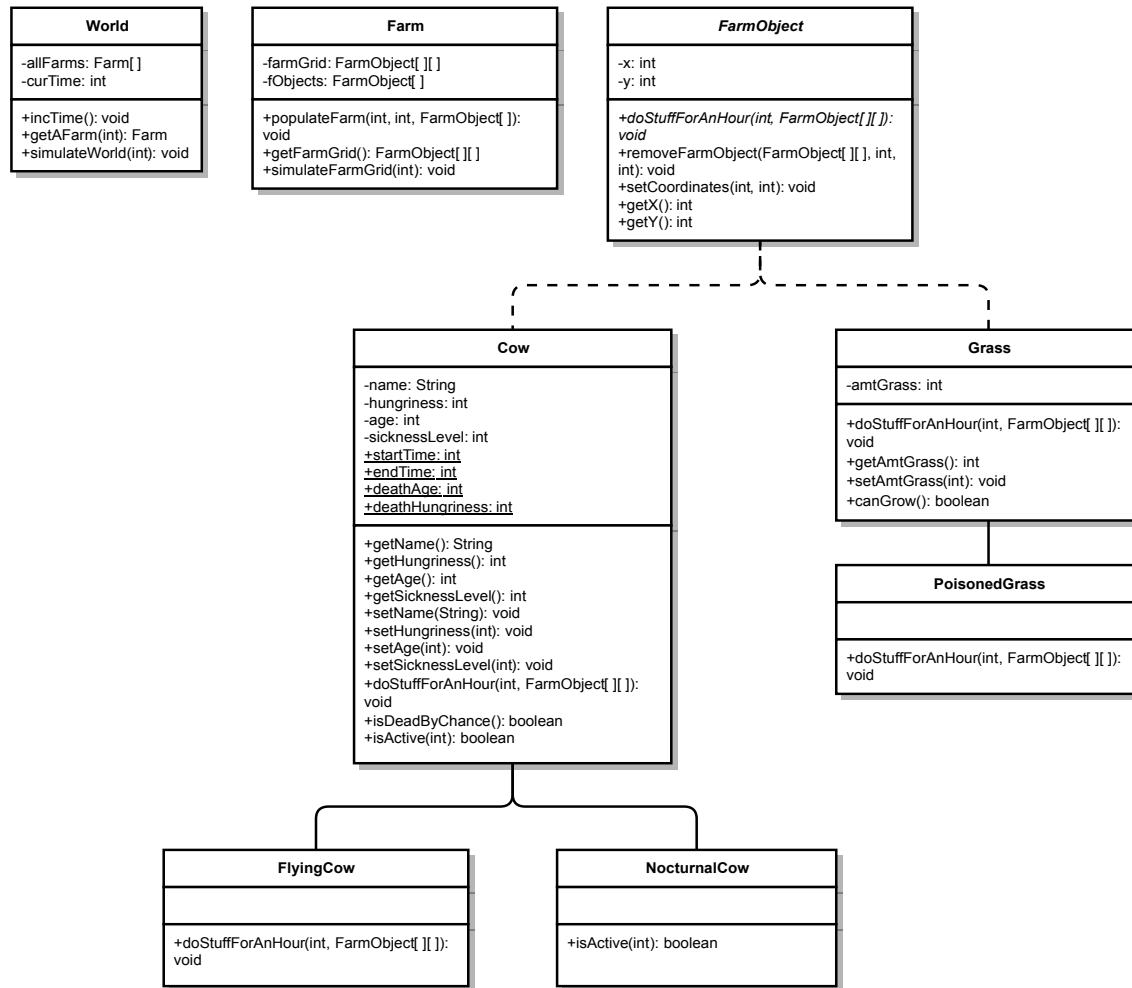 World
-allFarms: Farm[ ]
-curTime: int
+incTime(): void
+getAFarm(int): Farm
+simulateWorld(int): void
Farm
-farmGrid: FarmObject[ ][ ]
-fObjects: FarmObject[ ]
+populateFarm(int, int, FarmObject[ ]):
void
+getFarmGrid(): FarmObject[ ][ ]
+simulateFarmGrid(int): void
FarmObject
-x: int
-y: int
+doStuffForAnHour(int, FarmObject[ ][ ]):
void
+removeFarmObject(FarmObject[ ][ ], int,
int): void
+setCoordinates(int, int): void
+getX(): int
+getY(): int
Cow
-name: String
-hungriness: int
-age: int
-sicknessLevel: int
+startTime: int
+endTime: int
+deathAge: int
+deathHungriness: int
+getName(): String
+getHungriness(): int
+getAge(): int
+getSicknessLevel(): int
+setName(String): void
+setHungriness(int): void
+setAge(int): void
+setSicknessLevel(int): void
+doStuffForAnHour(int, FarmObject[ ][ ]):
void
+isDeadByChance(): boolean
+isActive(int): boolean
Grass
-amtGrass: int
+doStuffForAnHour(int, FarmObject[ ][ ]):
void
+getAmtGrass(): int
+setAmtGrass(int): void
+canGrow(): boolean
PoisonedGrass
+doStuffForAnHour(int, FarmObject[ ][ ]):
void
FlyingCow
+doStuffForAnHour(int, FarmObject[ ][ ]):
void
NocturnalCow
+isActive(int): boolean